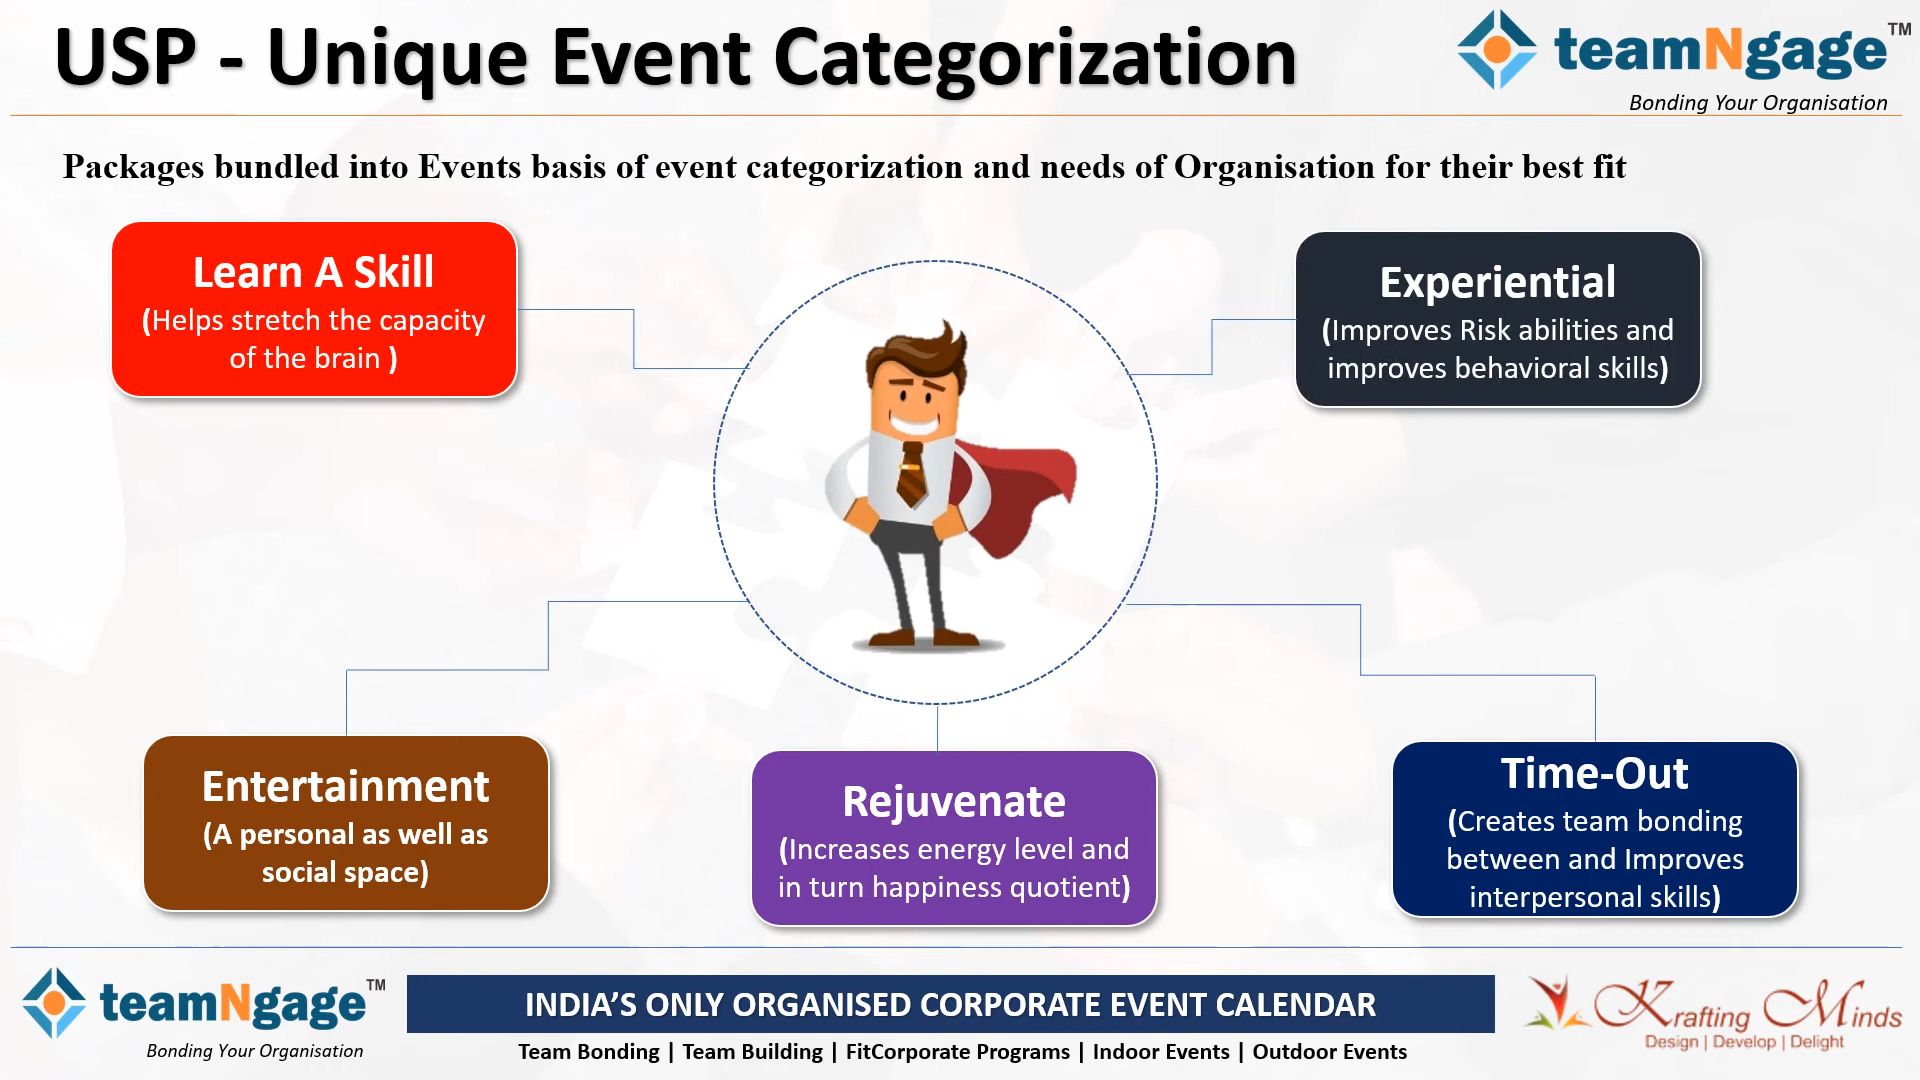 USP - Unique Event Categorization
teamNgage™
Bonding Your Organisation
Packages bundled into Events basis of event categorization and needs of Organisation for their best fit
Learn A Skill
(Helps stretch the capacity
of the brain )
Experiential
(Improves Risk abilities and
improves behavioral skills)
Entertainment
(A personal as well as
social space)
Rejuvenate
(Increases energy level and
in turn happiness quotient)
Time-Out
(Creates team bonding
between and Improves
interpersonal skills)
teamNgage™
Bonding Your Organisation
INDIA’S ONLY ORGANISED CORPORATE EVENT CALENDAR
Team Bonding | Team Building | FitCorporate Programs | Indoor Events | Outdoor Events
Krafting Minds
Design | Develop | Delight